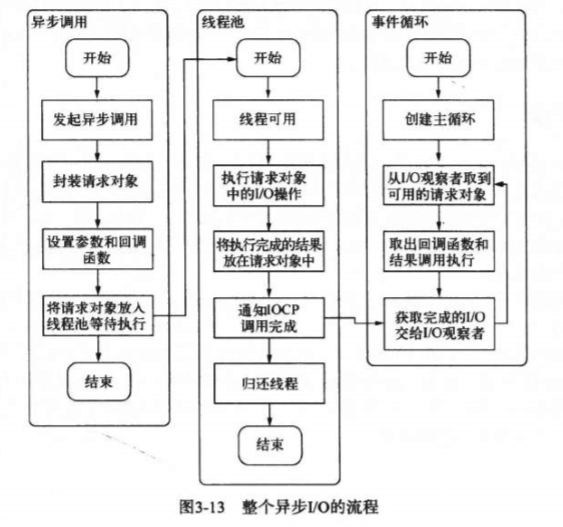 异步调用
开始
发起异步调用
封装请求对象
设置参数和回调
函数
将请求对象放入
线程池等待执行
结束
线程池
开始
线程可用
执行请求对象
中的I/O操作
将执行完成的结果
放在请求对象中
通知IOCP
调用完成
归还线程
结束
事件循环
开始
创建主循环
从I/O观察者取到
可用的请求对象
取出回调函数和
结果调用执行
获取完成的I/O
交给I/O观察者
图3-13 整个异步I/O的流程